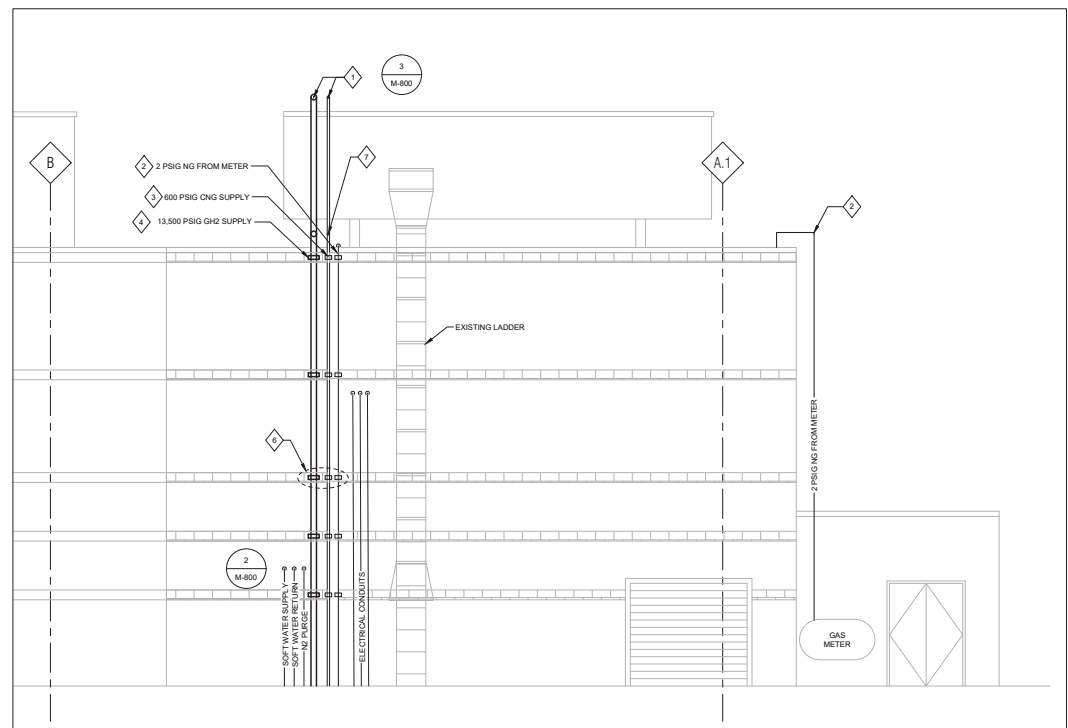 3
M-800
1
B
A.1
2 2 PSIG NG FROM METER
7
3 600 PSIG CNG SUPPLY
4 13,500 PSIG GH2 SUPPLY
2
EXISTING LADDER
2 PSIG NG FROM METER
6
2
M-800
SOFT WATER SUPPLY
SOFT WATER RETURN
N2 PURGE
ELECTRICAL CONDUITS
GAS
METER